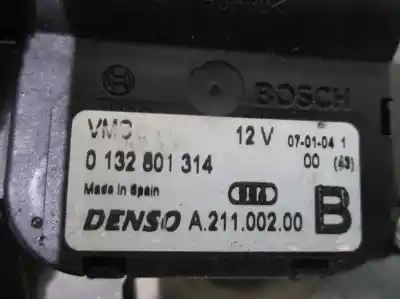 BOSCH
VMO 12 V 07-01-04 1
0 132 801 314 00 (43)
Made in Spain
DENSO A.211.002.00 B